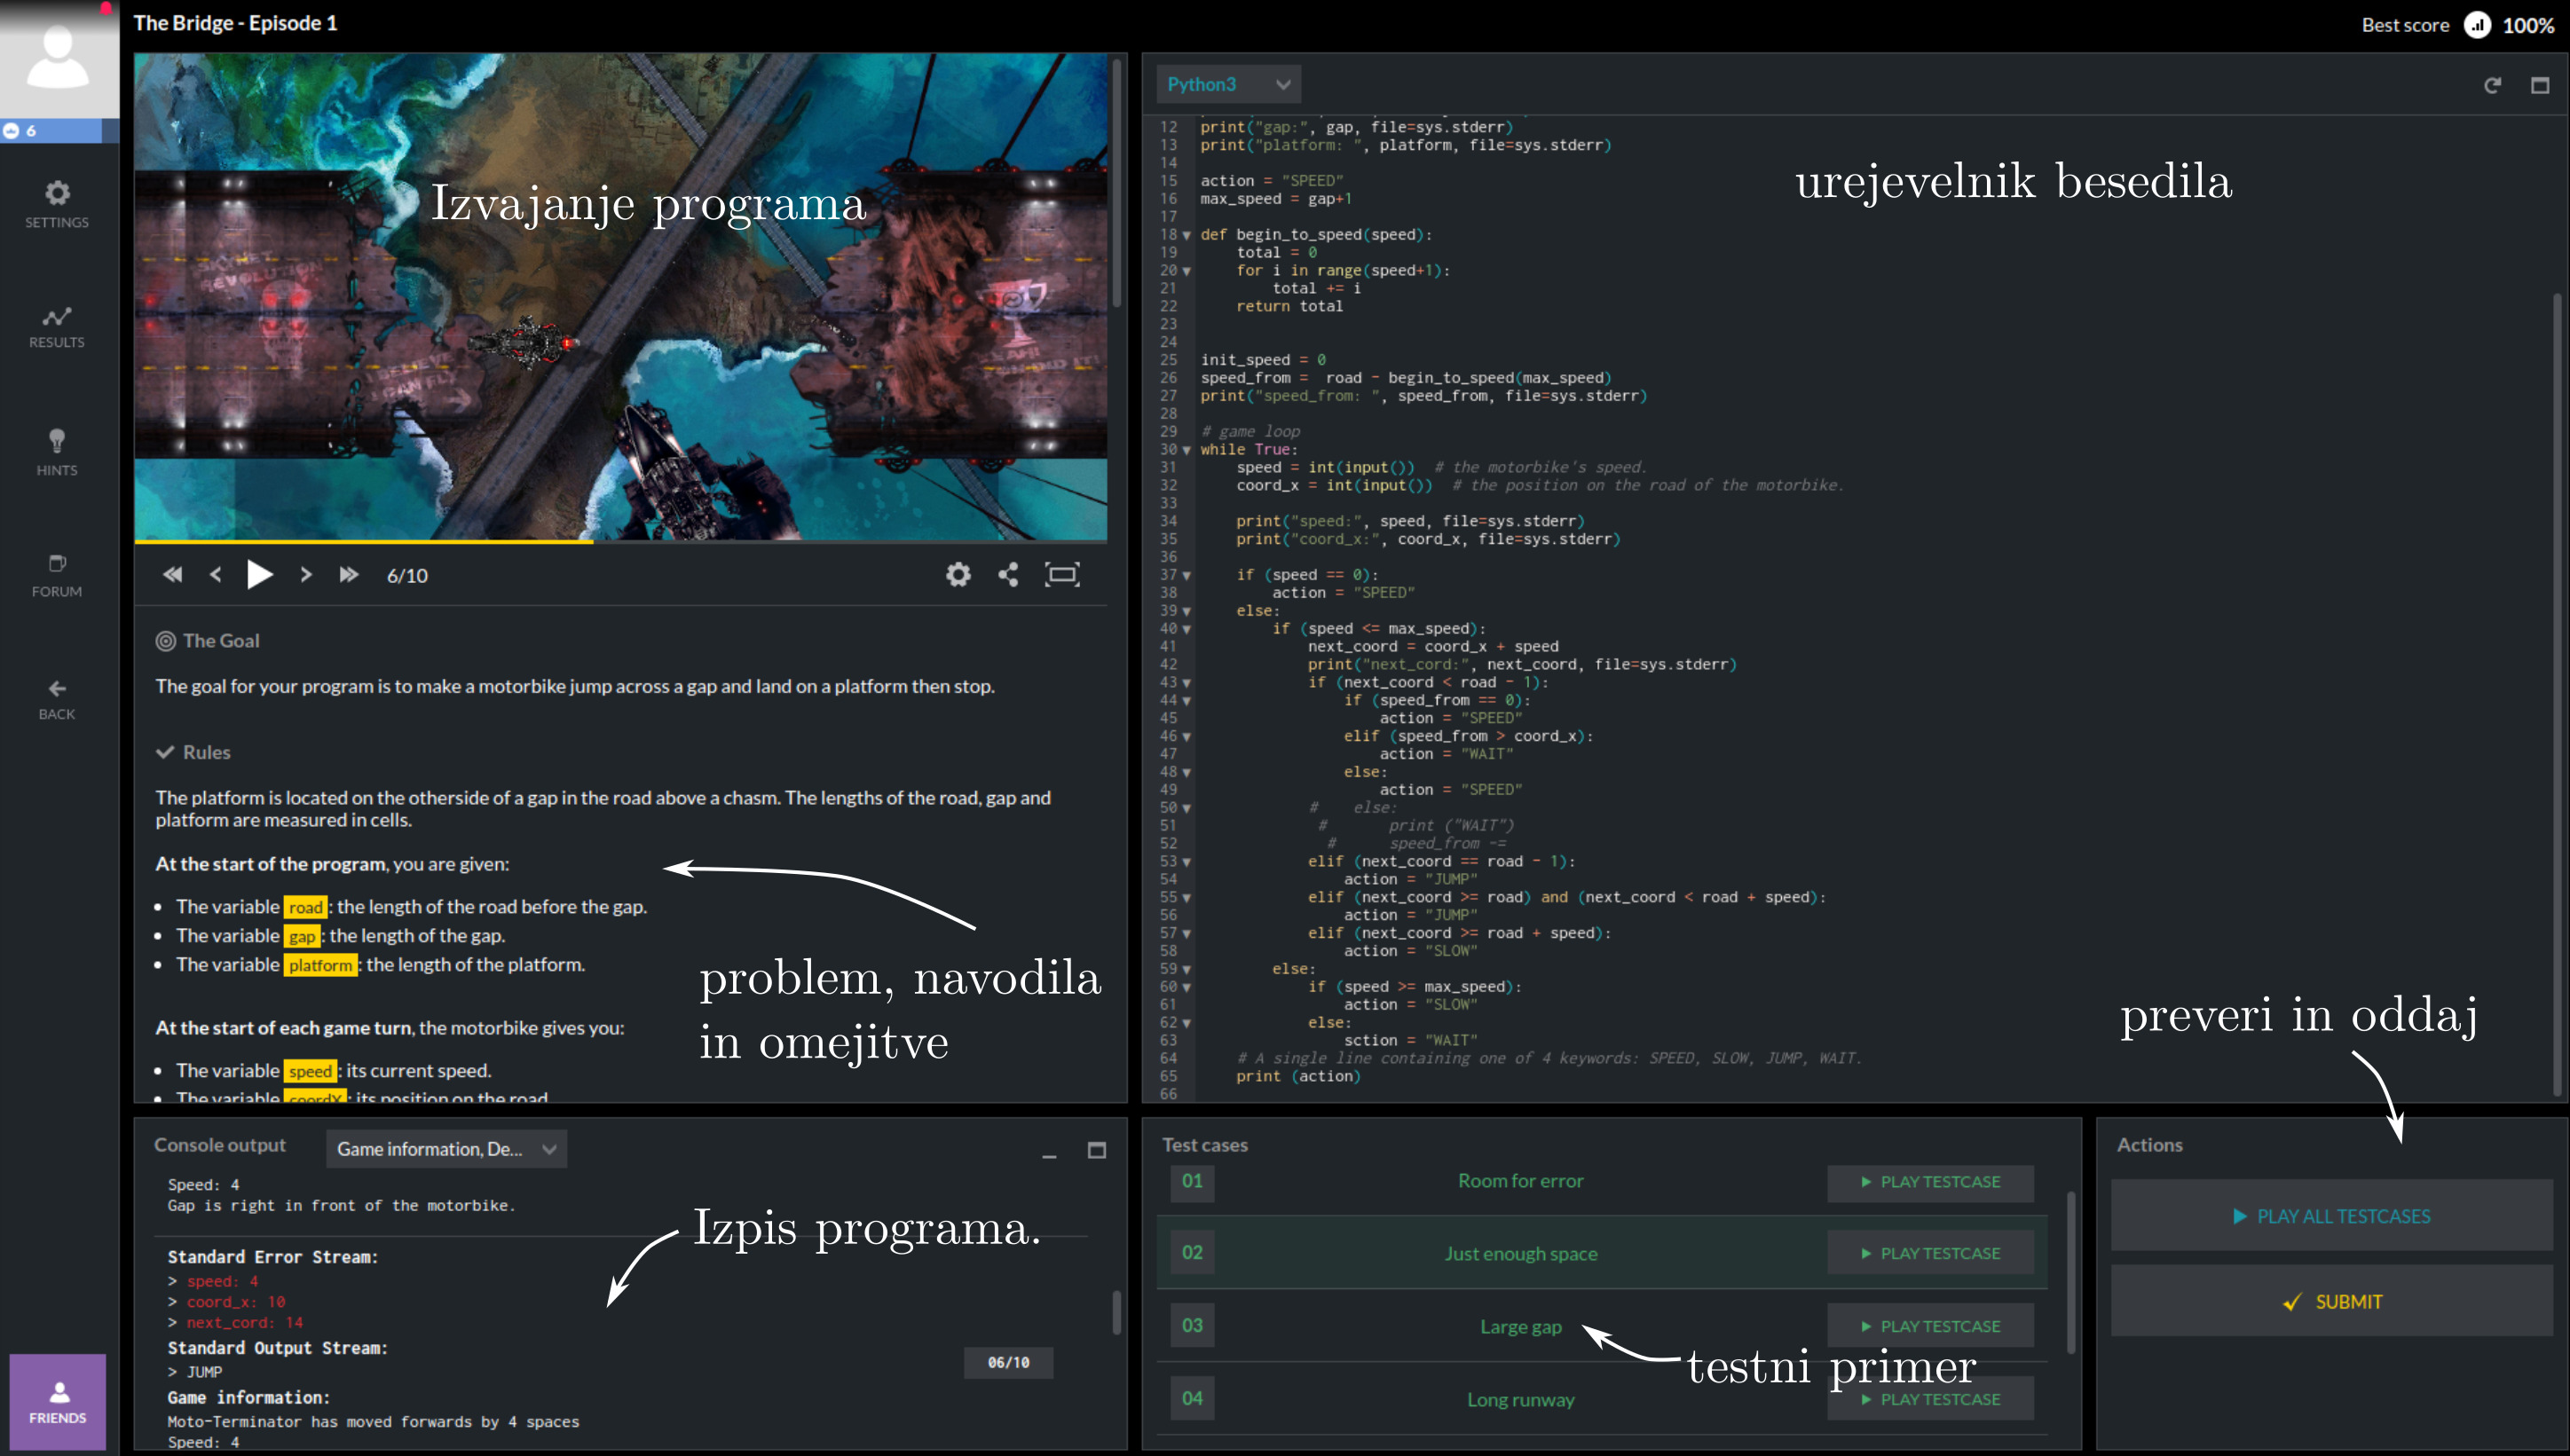 The Bridge - Episode 1
Best score 100%
6
SETTINGS
RESULTS
HINTS
FORUM
BACK
FRIENDS
Izvajanje programa
SKYNET
REVOLUTION
I BELIEVE
I CAN FLY
6/10
The Goal
The goal for your program is to make a motorbike jump across a gap and land on a platform then stop.
Rules
The platform is located on the otherside of a gap in the road above a chasm. The lengths of the road, gap and
platform are measured in cells.
At the start of the program, you are given:
• The variable road : the length of the road before the gap.
• The variable gap : the length of the gap.
• The variable platform : the length of the platform.
problem, navodila
in omejitve
At the start of each game turn, the motorbike gives you:
• The variable speed : its current speed.
• The variable coordX : its position on the road
Python3
urejevelnik besedila
12 print("gap:", gap, file=sys.stderr)
13 print("platform: ", platform, file=sys.stderr)
14
15 action = "SPEED"
16 max_speed = gap+1
17
18 def begin_to_speed(speed):
19     total = 0
20     for i in range(speed+1):
21         total += i
22     return total
23
24
25 init_speed = 0
26 speed_from =  road - begin_to_speed(max_speed)
27 print("speed_from: ", speed_from, file=sys.stderr)
28
29 # game loop
30 while True:
31     speed = int(input())  # the motorbike's speed.
32     coord_x = int(input())  # the position on the road of the motorbike.
33
34     print("speed:", speed, file=sys.stderr)
35     print("coord_x:", coord_x, file=sys.stderr)
36
37     if (speed == 0):
38         action = "SPEED"
39     else:
40         if (speed <= max_speed):
41             next_coord = coord_x + speed
42             print("next_cord:", next_coord, file=sys.stderr)
43             if (next_coord < road - 1):
44                 if (speed_from == 0):
45                     action = "SPEED"
46                 elif (speed_from > coord_x):
47                     action = "WAIT"
48                 else:
49                     action = "SPEED"
50             #    else:
51              #       print ("WAIT")
52               #      speed_from -=
53             elif (next_coord == road - 1):
54                 action = "JUMP"
55             elif (next_coord >= road) and (next_coord < road + speed):
56                 action = "JUMP"
57             elif (next_coord >= road + speed):
58                 action = "SLOW"
59         else:
60             if (speed >= max_speed):
61                 action = "SLOW"
62             else:
63                 sction = "WAIT"
64     # A single line containing one of 4 keywords: SPEED, SLOW, JUMP, WAIT.
65     print (action)
66
preveri in oddaj
Console output
Game information, De...
Speed: 4
Gap is right in front of the motorbike.
Izpis programa.
Standard Error Stream:
> speed: 4
> coord_x: 10
> next_cord: 14
Standard Output Stream:
> JUMP
06/10
Game information:
Moto-Terminator has moved forwards by 4 spaces
Speed: 4
Test cases
01 Room for error PLAY TESTCASE
02 Just enough space PLAY TESTCASE
03 Large gap PLAY TESTCASE
testni primer
04 Long runway PLAY TESTCASE
Actions
PLAY ALL TESTCASES
SUBMIT